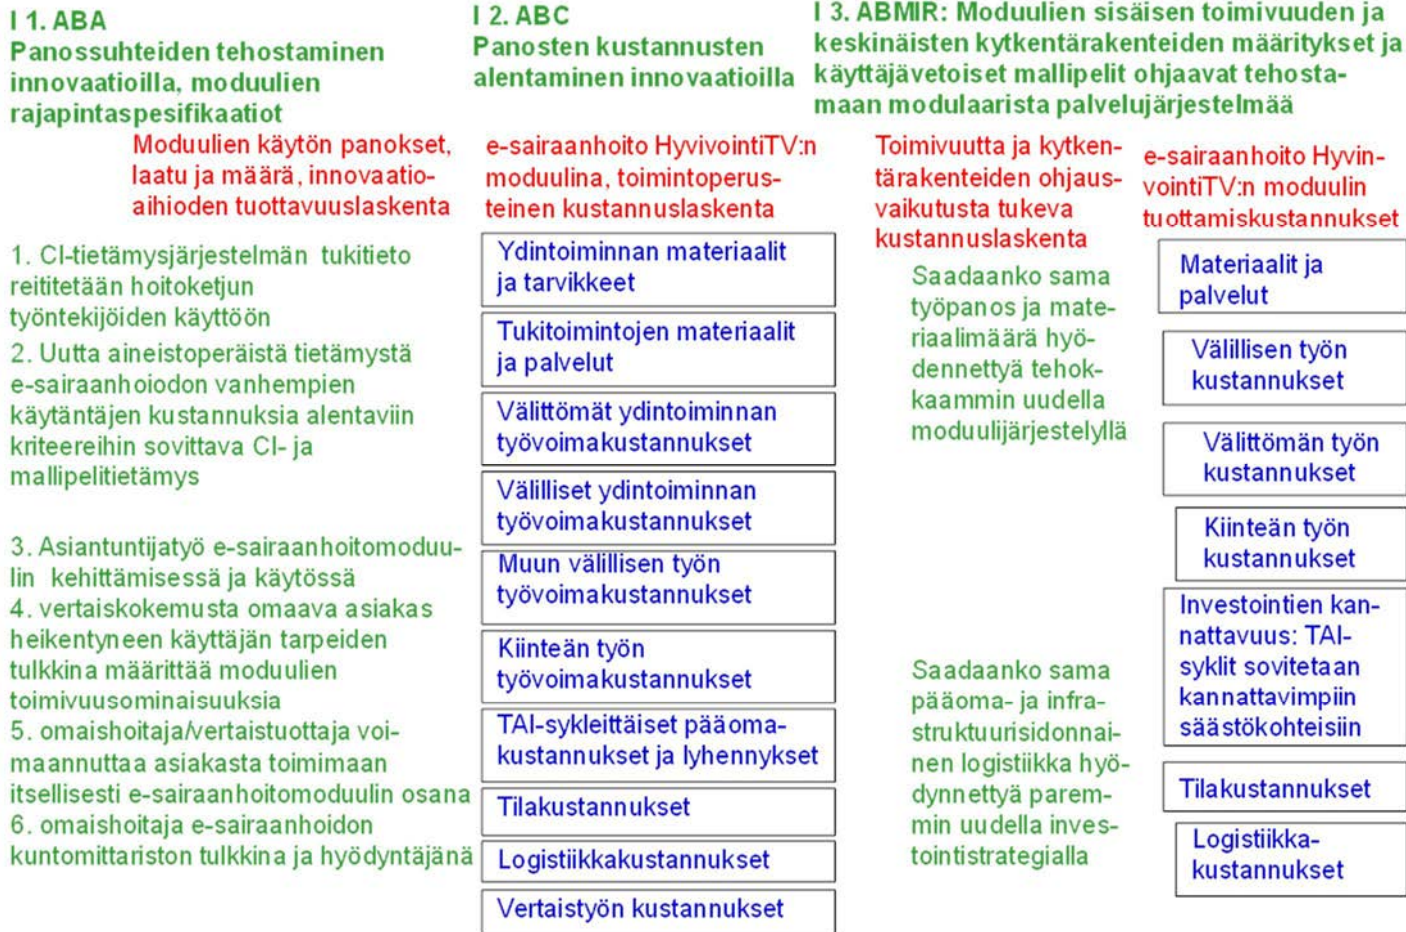 I 1. ABA
Panossuhteiden tehostaminen
innovaatioilla, moduulien
rajapintaspesifikaatiot
Moduulien käytön panokset,
laatu ja määrä, innovaatio-
aihioden tuottavuuslaskenta
1. CI-tietämysjärjestelmän tukitieto
reititetään hoitoketjun
työntekijöiden käyttöön
2. Uutta aineistoperäistä tietämystä
e-sairaanhoiodon vanhempien
käytäntäjen kustannuksia alentaviin
kriteereihin sovittava CI- ja
mallipelitietämys
3. Asiantuntijatyö e-sairaanhoitomoduu-
lin kehittämisessä ja käytössä
4. vertaiskokemusta omaava asiakas
heikentyneen käyttäjän tarpeiden
tulkkina määrittää moduulien
toimivuusominaisuuksia
5. omaishoitaja/vertaistuottaja voi-
maannuttaa asiakasta toimimaan
itsellisesti e-sairaanhoitomoduulin osana
6. omaishoitaja e-sairaanhoidon
kuntomittariston tulkkina ja hyödyntäjänä
I 2. ABC
Panosten kustannusten
alentaminen innovaatioilla
e-sairaanhoito HyvivointiTV:n
moduulina, toimintoperus-
teinen kustannuslaskenta
Ydintoiminnan materiaalit
ja tarvikkeet
Tukitoimintojen materiaalit
ja palvelut
Välittömät ydintoiminnan
työvoimakustannukset
Välilliset ydintoiminnan
työvoimakustannukset
Muun välillisen työn
työvoimakustannukset
Kiinteän työn
työvoimakustannukset
TAI-sykleittäiset pääoma-
kustannukset ja lyhennykset
Tilakustannukset
Logistiikkakustannukset
Vertaistyön kustannukset
I 3. ABMIR: Moduulien sisäisen toimivuuden ja
keskinäisten kytkentärakenteiden määritykset ja
käyttäjävetoiset mallipelit ohjaavat tehosta-
maan modulaarista palvelujärjestelmää
Toimivuutta ja kytken-
tärakenteiden ohjaus-
vaikutusta tukeva
kustannuslaskenta
Saadaanko sama
työpanos ja mate-
riaalimäärä hyö-
dennettyä tehok-
kaammin uudella
moduulijärjestelyllä
Saadaanko sama
pääoma- ja infra-
struktuurisidonnai-
nen logistiikka hyö-
dynnettyä parem-
min uudella inves-
tointistrategialla
e-sairaanhoito Hyvin-
vointiTV:n moduulin
tuottamiskustannukset
Materiaalit ja
palvelut
Välillisen työn
kustannukset
Välittömän työn
kustannukset
Kiinteän työn
kustannukset
Investointien kan-
nattavuus: TAI-
syklit sovitetaan
kannattavimpiin
säästökohteisiin
Tilakustannukset
Logistiikka-
kustannukset